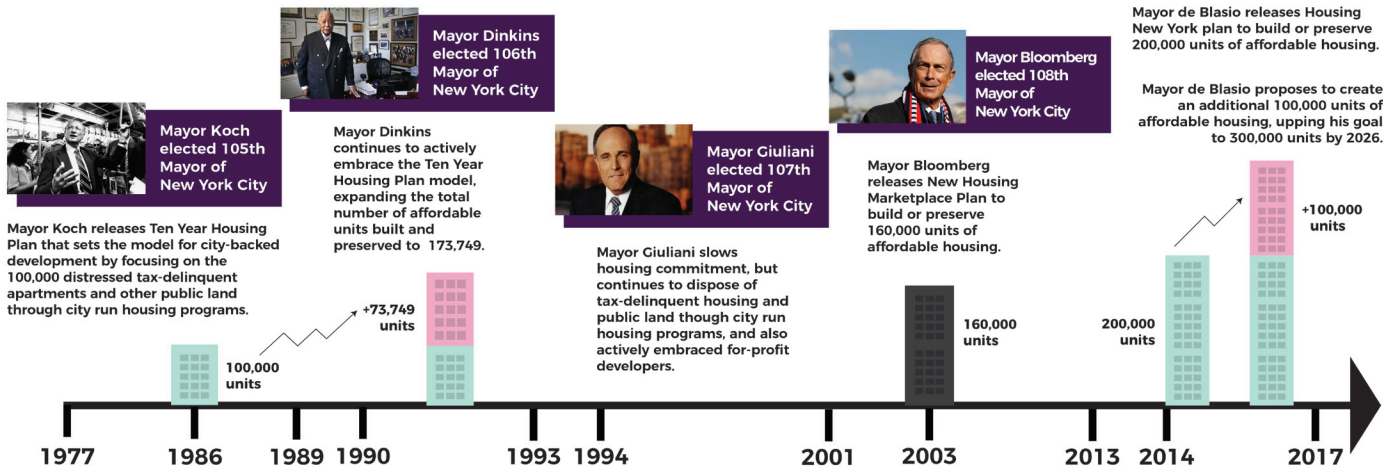 Mayor Koch
elected 105th
Mayor of
New York City
Mayor Koch releases Ten Year Housing
Plan that sets the model for city-backed
development by focusing on the
100,000 distressed tax-delinquent
apartments and other public land
through city run housing programs.
100,000
units
Mayor Dinkins
elected 106th
Mayor of
New York City
Mayor Dinkins
continues to actively
embrace the Ten Year
Housing Plan model,
expanding the total
number of affordable
units built and
preserved to 173,749.
+73,749
units
Mayor Giuliani
elected 107th
Mayor of
New York City
Mayor Giuliani slows
housing commitment, but
continues to dispose of
tax-delinquent housing and
public land though city run
housing programs, and also
actively embraced for-profit
developers.
Mayor Bloomberg
elected 108th
Mayor of
New York City
Mayor Bloomberg
releases New Housing
Marketplace Plan to
build or preserve
160,000 units of
affordable housing.
160,000
units
Mayor de Blasio releases Housing
New York plan to build or preserve
200,000 units of affordable housing.
Mayor de Blasio proposes to create
an additional 100,000 units of
affordable housing, upping his goal
to 300,000 units by 2026.
200,000
units
+100,000
units
1977 1986 1989 1990 1993 1994 2001 2003 2013 2014 2017